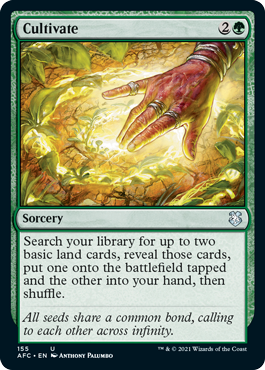 Cultivate 2
Sorcery
Search your library for up to two
basic land cards, reveal those cards,
put one onto the battlefield tapped
and the other into your hand, then
shuffle.
All seeds share a common bond, calling
to each other across infinity.
155 U
AFC • EN Anthony Palumbo ™ & © 2021 Wizards of the Coast